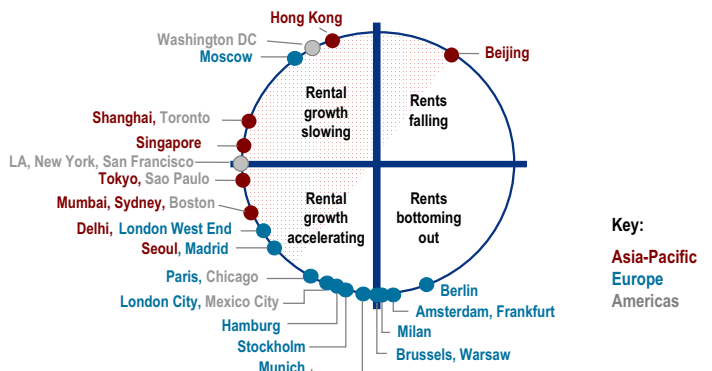 Hong Kong
Washington DC
Moscow
Beijing
Rental
growth
slowing
Rents
falling
Shanghai, Toronto
Singapore
LA, New York, San Francisco
Tokyo, Sao Paulo
Mumbai, Sydney, Boston
Delhi, London West End
Seoul, Madrid
Rental
growth
accelerating
Rents
bottoming
out
Key:
Asia-Pacific
Europe
Americas
Paris, Chicago
London City, Mexico City
Hamburg
Stockholm
Munich
Berlin
Amsterdam, Frankfurt
Milan
Brussels, Warsaw